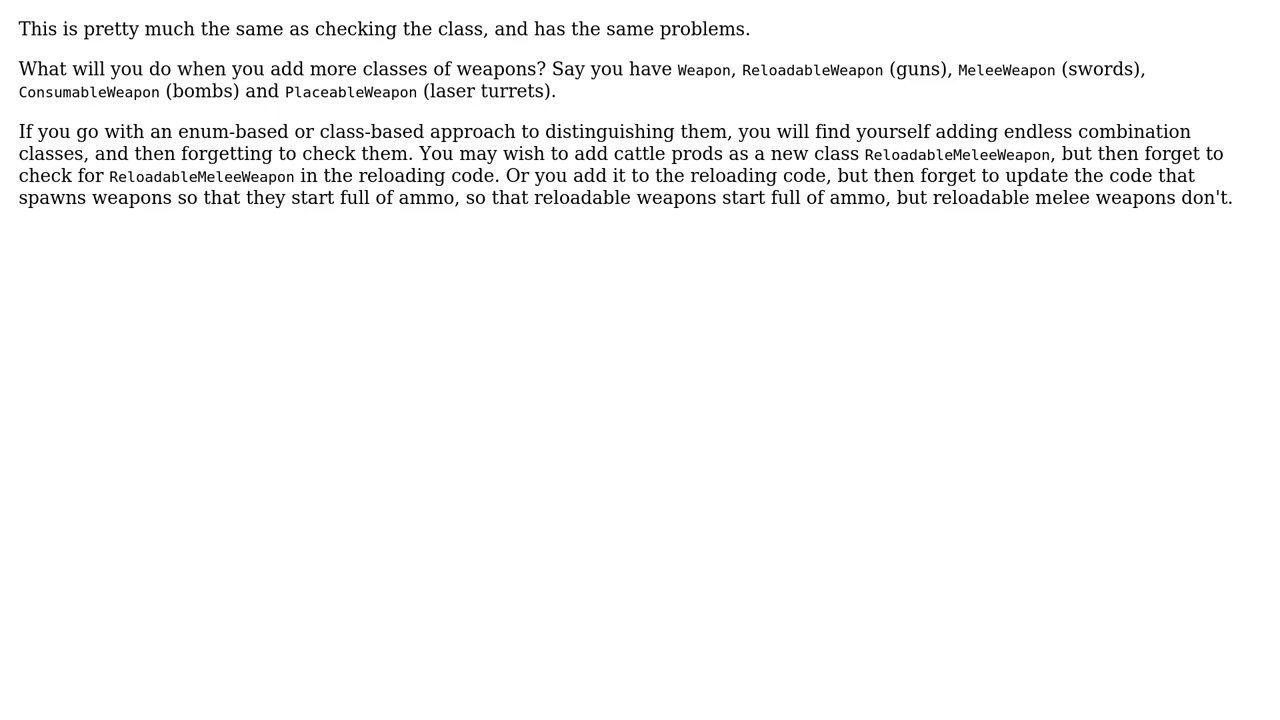 This is pretty much the same as checking the class, and has the same problems.
What will you do when you add more classes of weapons? Say you have Weapon, ReloadableWeapon (guns), MeleeWeapon (swords),
ConsumableWeapon (bombs) and PlaceableWeapon (laser turrets).
If you go with an enum-based or class-based approach to distinguishing them, you will find yourself adding endless combination
classes, and then forgetting to check them. You may wish to add cattle prods as a new class ReloadableMeleeWeapon, but then forget to
check for ReloadableMeleeWeapon in the reloading code. Or you add it to the reloading code, but then forget to update the code that
spawns weapons so that they start full of ammo, so that reloadable weapons start full of ammo, but reloadable melee weapons don't.